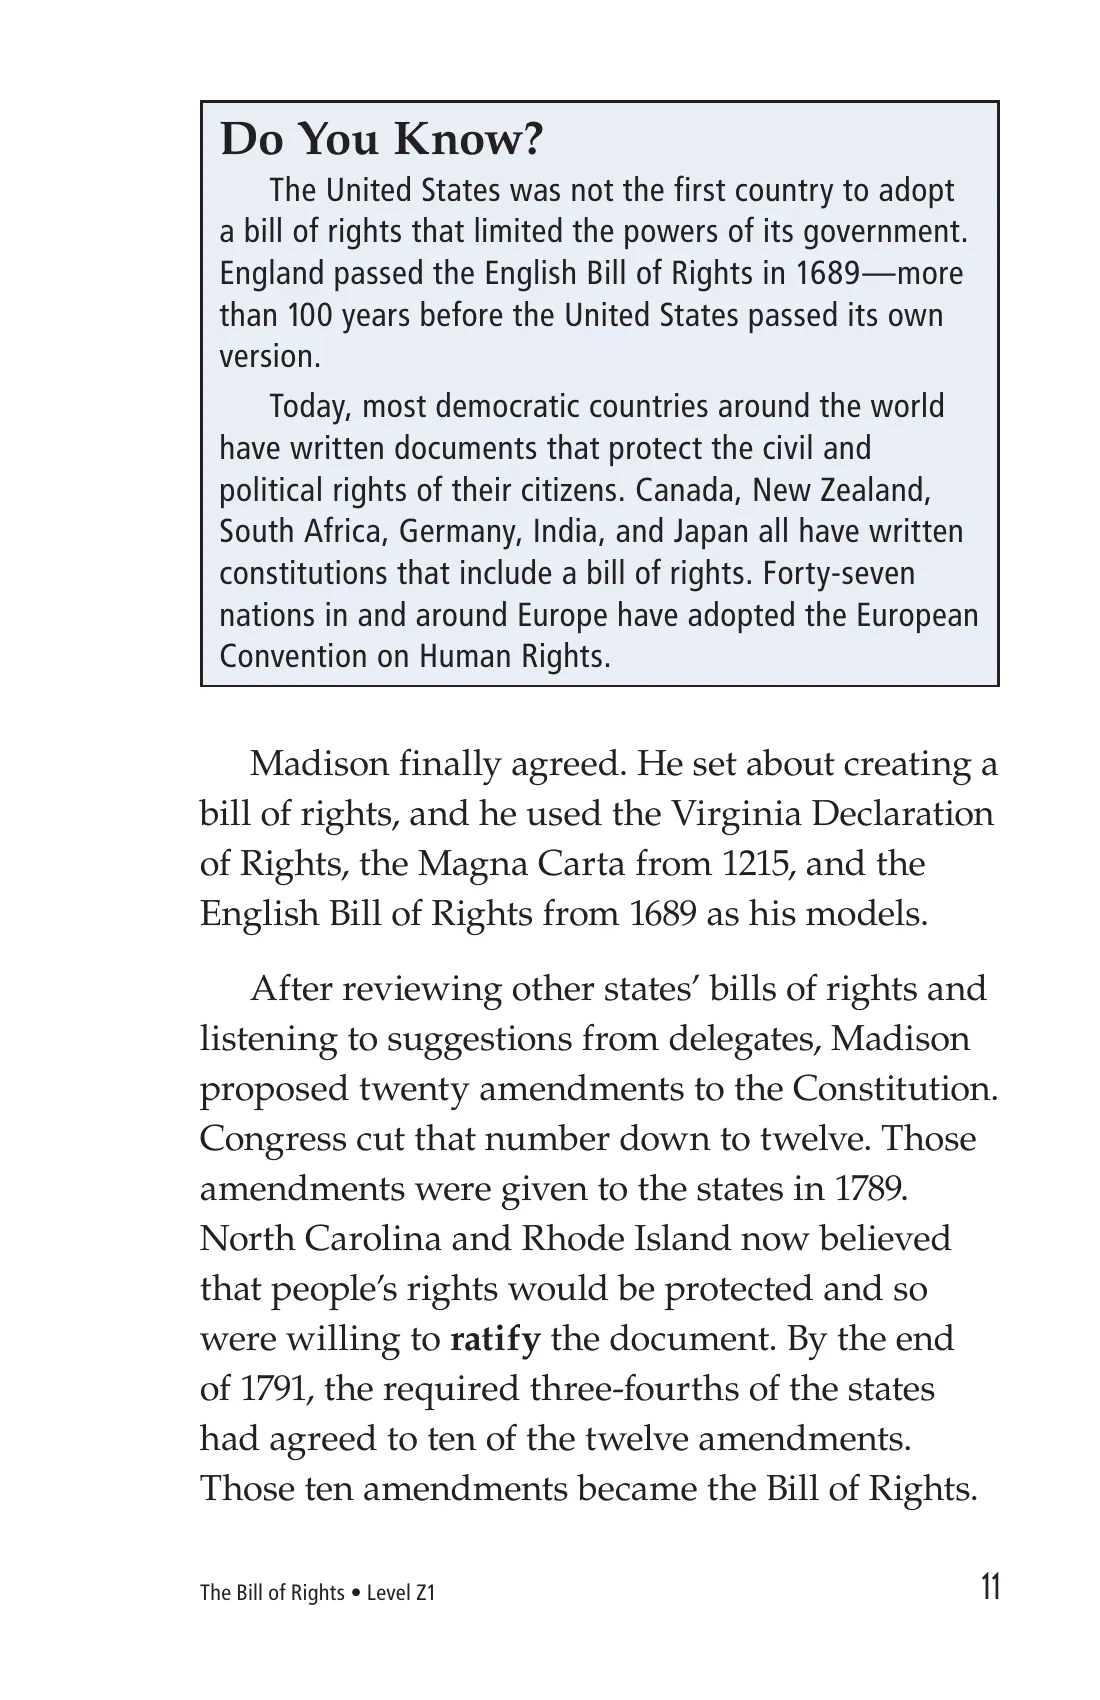 Do You Know?
The United States was not the first country to adopt
a bill of rights that limited the powers of its government.
England passed the English Bill of Rights in 1689—more
than 100 years before the United States passed its own
version.
Today, most democratic countries around the world
have written documents that protect the civil and
political rights of their citizens. Canada, New Zealand,
South Africa, Germany, India, and Japan all have written
constitutions that include a bill of rights. Forty-seven
nations in and around Europe have adopted the European
Convention on Human Rights.
Madison finally agreed. He set about creating a
bill of rights, and he used the Virginia Declaration
of Rights, the Magna Carta from 1215, and the
English Bill of Rights from 1689 as his models.
After reviewing other states’ bills of rights and
listening to suggestions from delegates, Madison
proposed twenty amendments to the Constitution.
Congress cut that number down to twelve. Those
amendments were given to the states in 1789.
North Carolina and Rhode Island now believed
that people’s rights would be protected and so
were willing to ratify the document. By the end
of 1791, the required three-fourths of the states
had agreed to ten of the twelve amendments.
Those ten amendments became the Bill of Rights.
The Bill of Rights • Level Z1
11